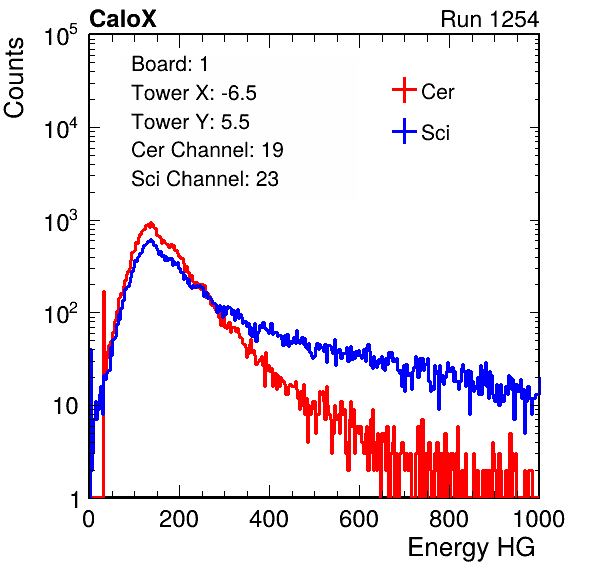 CaloX Run 1254
Counts
10^5
10^4
10^3
10^2
10
1
Board: 1
Tower X: -6.5
Tower Y: 5.5
Cer Channel: 19
Sci Channel: 23
Cer
Sci
0 200 400 600 800 1000
Energy HG